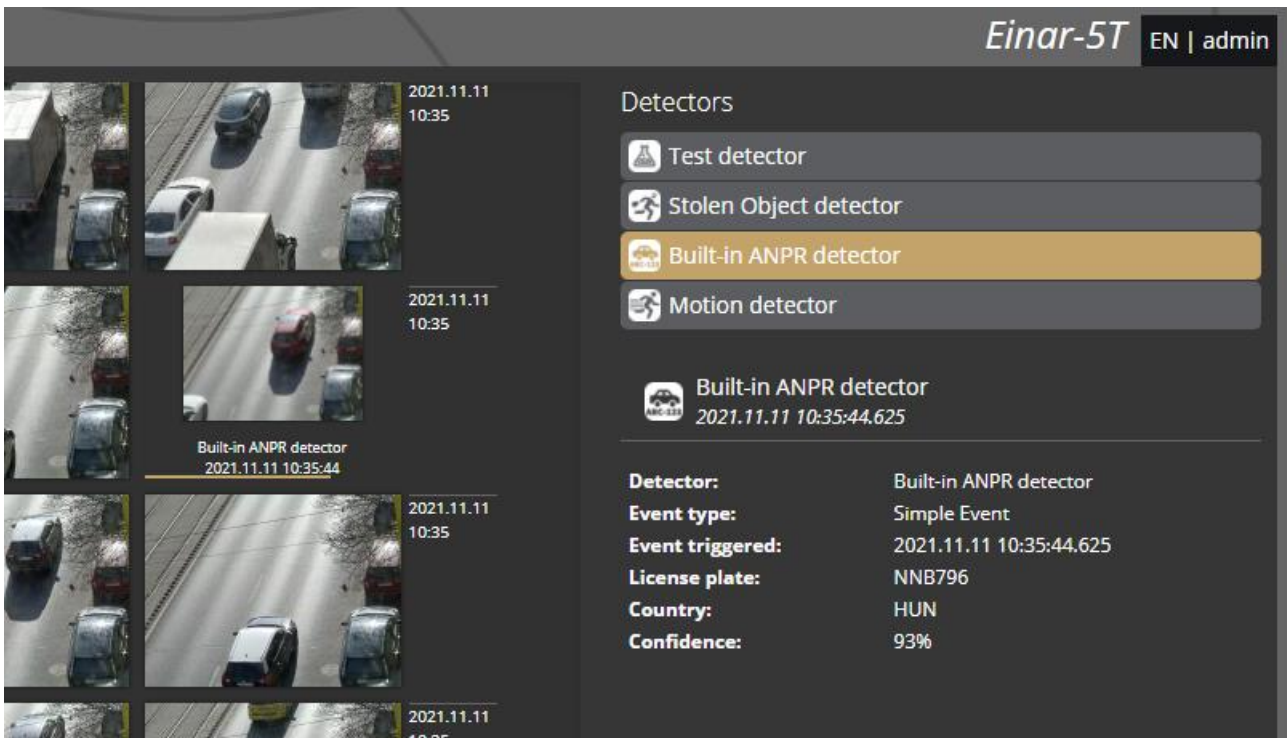 Einar-5T EN | admin
2021.11.11
10:35
2021.11.11
10:35
Built-in ANPR detector
2021.11.11 10:35:44
2021.11.11
10:35
2021.11.11
Detectors
Test detector
Stolen Object detector
Built-in ANPR detector
Motion detector
ABC-123
Built-in ANPR detector
2021.11.11 10:35:44.625
Detector: Built-in ANPR detector
Event type: Simple Event
Event triggered: 2021.11.11 10:35:44.625
License plate: NNB796
Country: HUN
Confidence: 93%